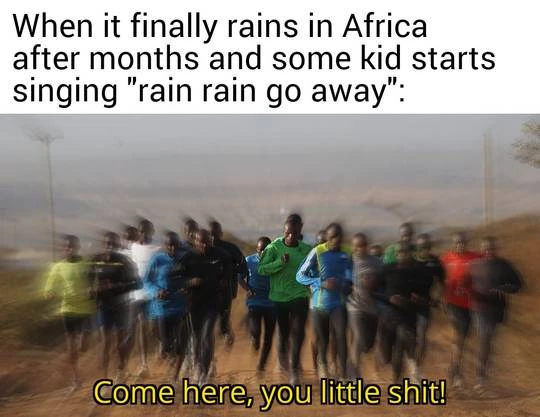 When it finally rains in Africa
after months and some kid starts
singing "rain rain go away":
Come here, you little shit!